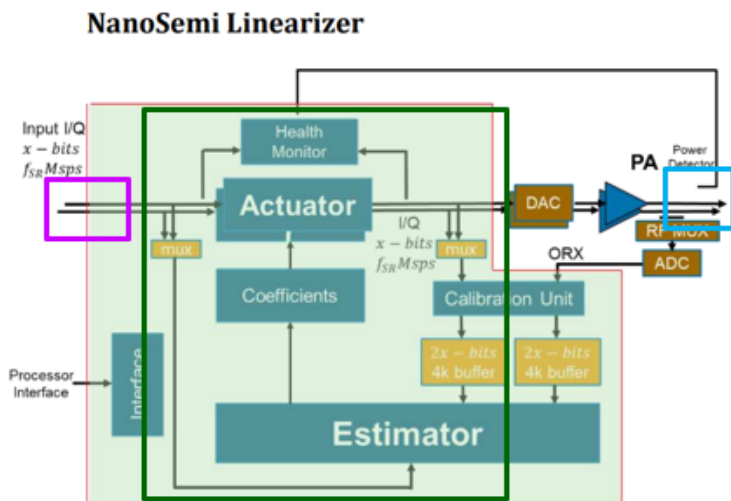 NanoSemi Linearizer
Input I/Q
x − bits
f_SR Msps
Health
Monitor
PA
Power
Detector
Actuator
DAC
I/Q
x − bits
f_SR Msps
mux
mux
RF MUX
ORX
ADC
Coefficients
Calibration Unit
Processor
Interface
Interface
2x − bits
4k buffer
2x − bits
4k buffer
Estimator